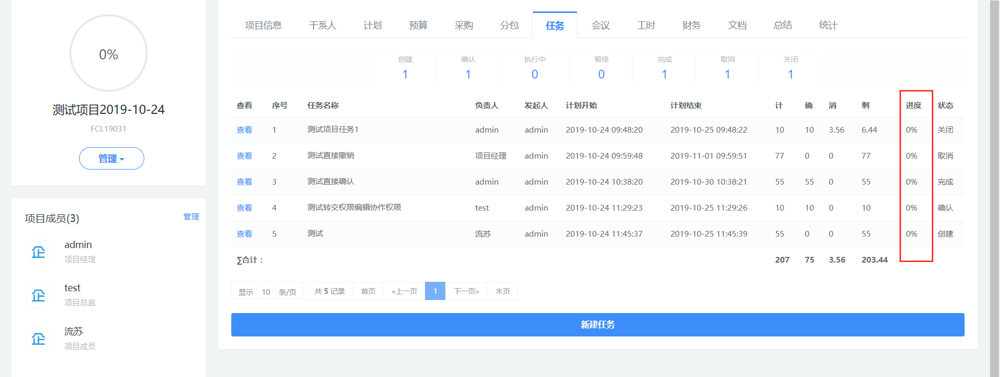 0%
测试项目2019-10-24
FCL19031
管理
项目成员(3) 管理
admin
项目经理
test
项目总监
流苏
项目成员
项目信息 干系人 计划 预算 采购 分包 任务 会议 工时 财务 文档 总结 统计
创建 确认 执行中 暂停 完成 取消 关闭
1 1 0 0 1 1 1
查看 序号 任务名称 负责人 发起人 计划开始 计划结束 计 确 消 剩 进度 状态
查看 1 测试项目任务1 admin admin 2019-10-24 09:48:20 2019-10-25 09:48:22 10 10 3.56 6.44 0% 关闭
查看 2 测试直接撤销 项目经理 admin 2019-10-24 09:59:48 2019-11-01 09:59:51 77 0 0 77 0% 取消
查看 3 测试直接确认 admin admin 2019-10-24 10:38:20 2019-10-30 10:38:21 55 55 0 55 0% 完成
查看 4 测试转交权限编辑协作权限 test admin 2019-10-24 11:29:23 2019-10-25 11:29:26 10 10 0 10 0% 确认
查看 5 测试 流苏 admin 2019-10-24 11:45:37 2019-10-25 11:45:39 55 0 0 55 0% 创建
∑合计： 207 75 3.56 203.44
显示 10 条/页 共 5 记录 首页 «上一页 1 下一页» 末页
新建任务